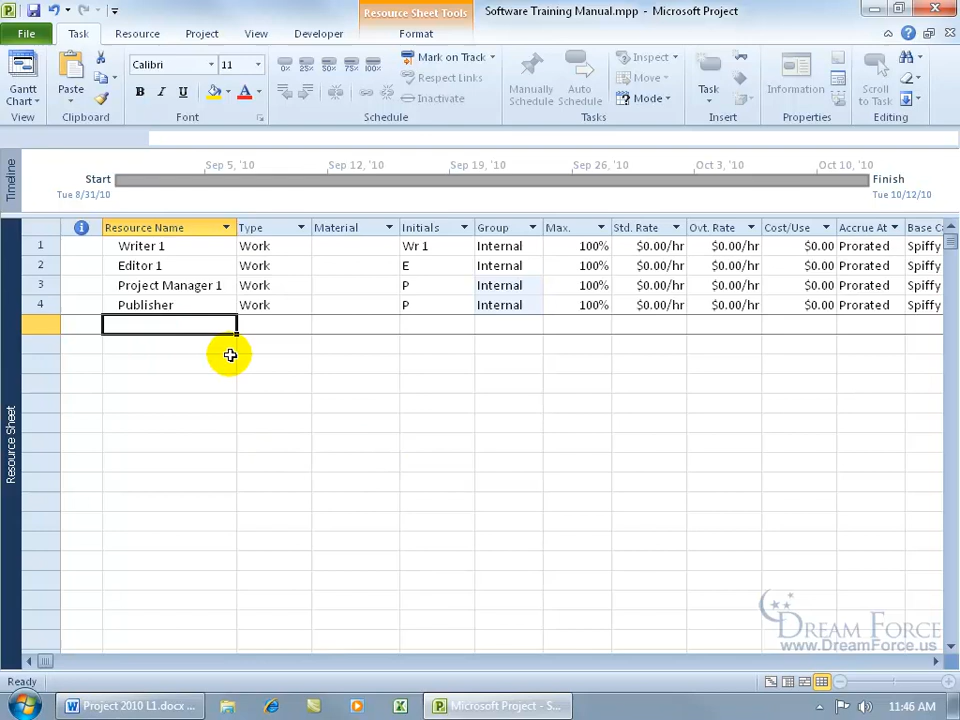 Resource Sheet Tools
Software Training Manual.mpp - Microsoft Project
File Task Resource Project View Developer Format
Gantt Chart
View
Paste
Clipboard
Calibri 11
B I U A
Font
0% 25% 50% 75% 100%
Mark on Track
Respect Links
Inactivate
Schedule
Manually Schedule
Auto Schedule
Inspect
Move
Mode
Tasks
Task
Insert
Information
Properties
Scroll to Task
Editing
Timeline
Sep 5, '10 Sep 12, '10 Sep 19, '10 Sep 26, '10 Oct 3, '10 Oct 10, '10
Start
Tue 8/31/10
Finish
Tue 10/12/10
Resource Name Type Material Initials Group Max. Std. Rate Ovt. Rate Cost/Use Accrue At Base C
1 Writer 1 Work Wr 1 Internal 100% $0.00/hr $0.00/hr $0.00 Prorated Spiffy
2 Editor 1 Work E Internal 100% $0.00/hr $0.00/hr $0.00 Prorated Spiffy
3 Project Manager 1 Work P Internal 100% $0.00/hr $0.00/hr $0.00 Prorated Spiffy
4 Publisher Work P Internal 100% $0.00/hr $0.00/hr $0.00 Prorated Spiffy
Resource Sheet
DREAM FORCE
www.DreamForce.us
Ready
Project 2010 L1.docx ...
Microsoft Project - S...
11:46 AM